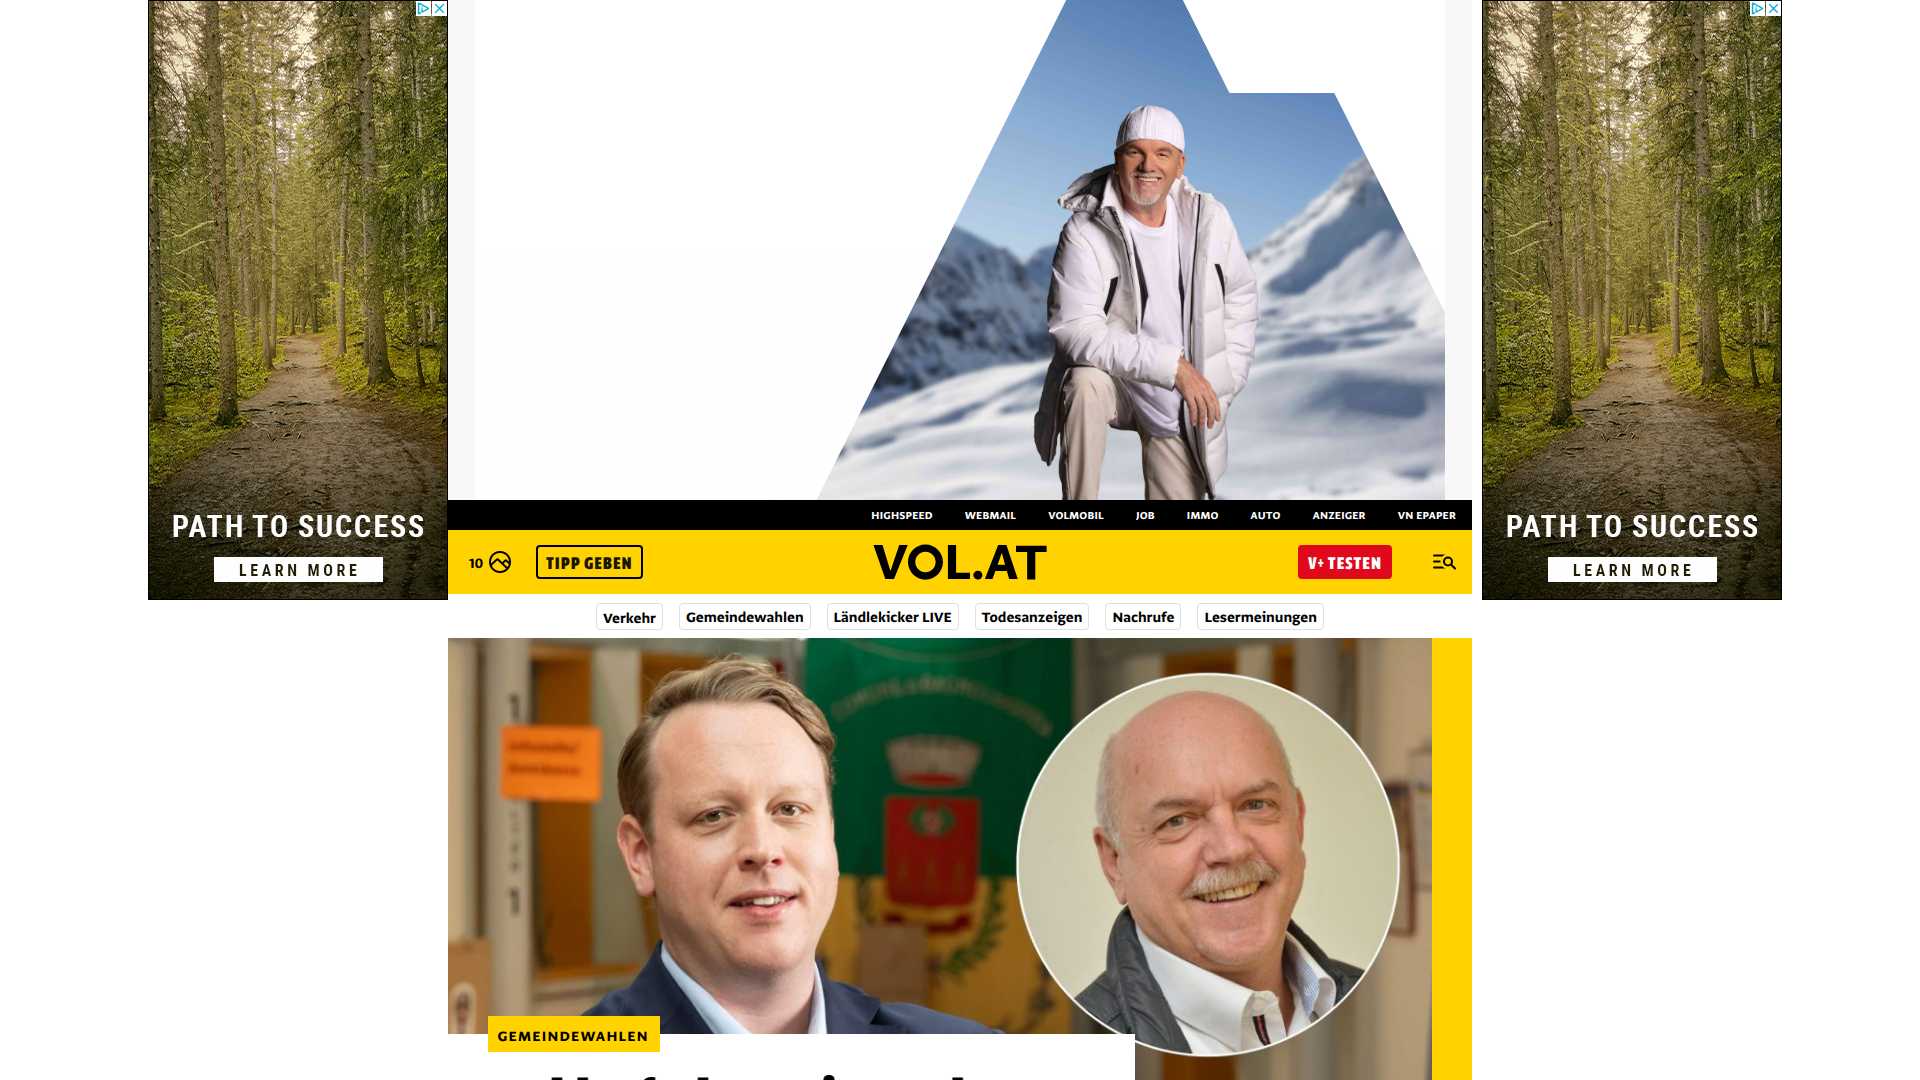 PATH TO SUCCESS
LEARN MORE
HIGHSPEED WEBMAIL VOLMOBIL JOB IMMO AUTO ANZEIGER VN EPAPER
10 TIPP GEBEN VOL.AT V+ TESTEN
Verkehr Gemeindewahlen Ländlekicker LIVE Todesanzeigen Nachrufe Lesermeinungen
GEMEINDEWAHLEN
PATH TO SUCCESS
LEARN MORE